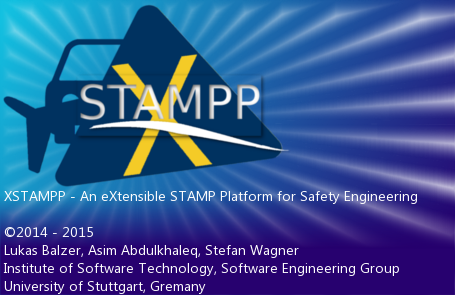 XSTAMPP
XSTAMPP - An eXtensible STAMP Platform for Safety Engineering
©2014 - 2015
Lukas Balzer, Asim Abdulkhaleq, Stefan Wagner
Institute of Software Technology, Software Engineering Group
University of Stuttgart, Gremany